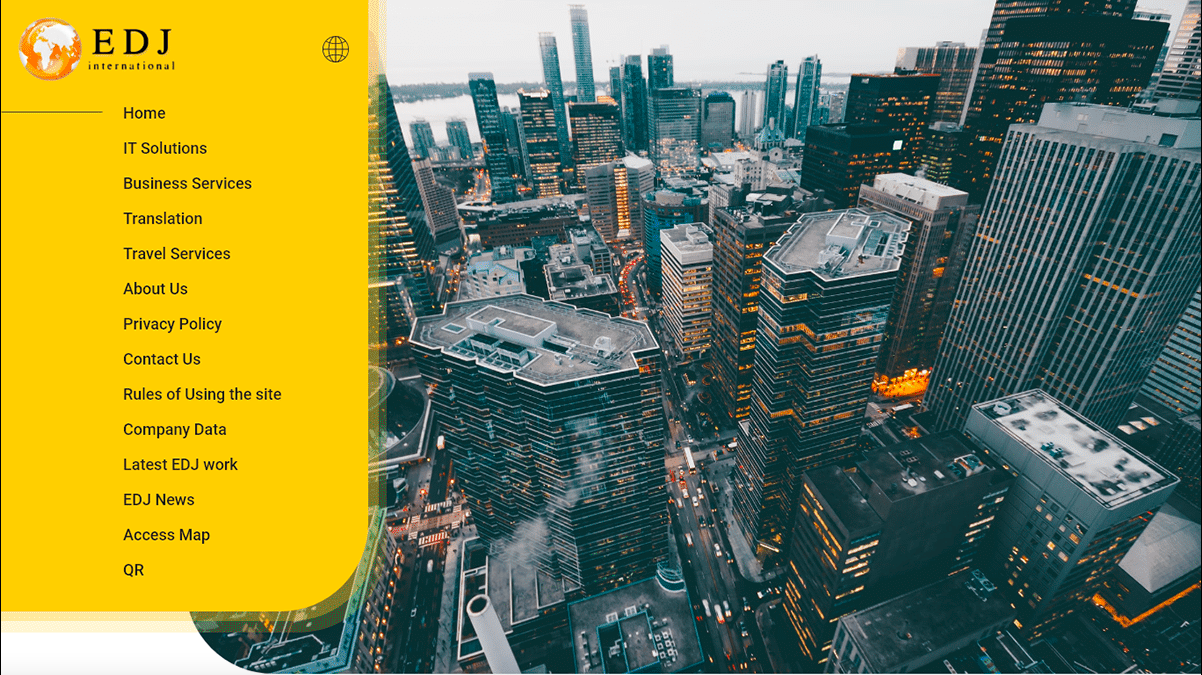 EDJ
international
Home
IT Solutions
Business Services
Translation
Travel Services
About Us
Privacy Policy
Contact Us
Rules of Using the site
Company Data
Latest EDJ work
EDJ News
Access Map
QR